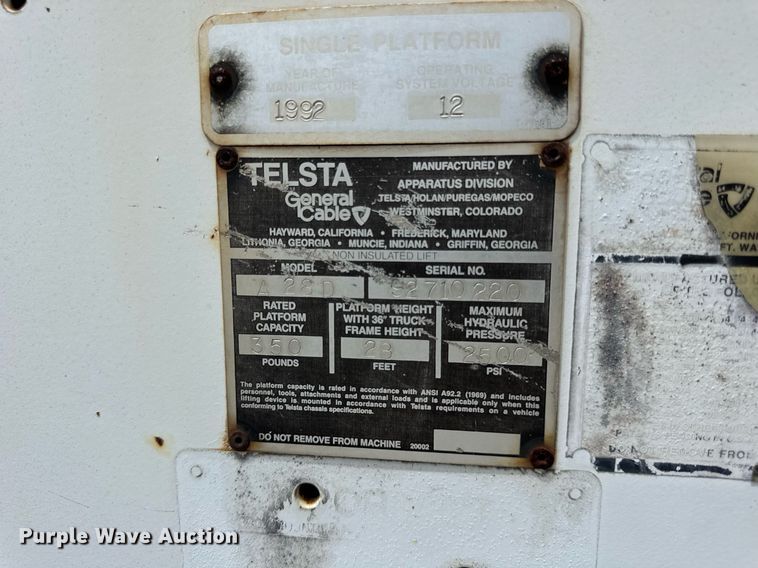 SINGLE PLATFORM
YEAR OF MANUFACTURE
1992
OPERATING SYSTEM VOLTAGE
12
TELSTA
General Cable
MANUFACTURED BY
APPARATUS DIVISION
TELSTA/HOLAN/PUREGAS/MOPECO
WESTMINSTER, COLORADO
HAYWARD, CALIFORNIA • FREDERICK, MARYLAND
LITHONIA, GEORGIA • MUNCIE, INDIANA • GRIFFIN, GEORGIA
NON INSULATED LIFT
MODEL
A 28D
SERIAL NO.
92710220
RATED
PLATFORM
CAPACITY
350
POUNDS
PLATFORM HEIGHT
WITH 36" TRUCK
FRAME HEIGHT
28
FEET
MAXIMUM
HYDRAULIC
PRESSURE
2500
PSI
The platform capacity is rated in accordance with ANSI A92.2 (1969) and includes
personnel, tools, attachments and external loads and is applicable only when this
lifting device is mounted in accordance with Telsta requirements on a vehicle
conforming to Telsta chassis specifications.
DO NOT REMOVE FROM MACHINE 20002
Purple Wave Auction